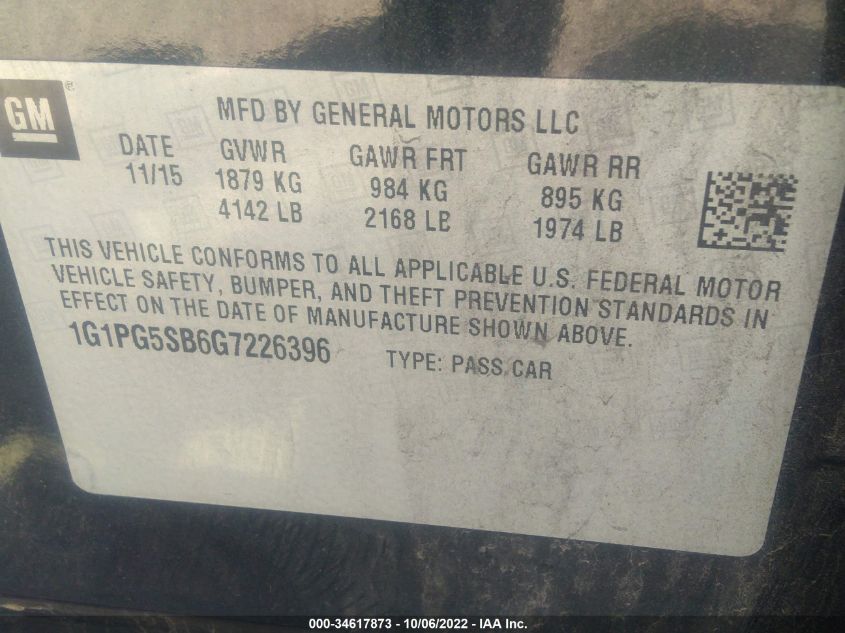 GM®
MFD BY GENERAL MOTORS LLC
DATE GVWR GAWR FRT GAWR RR
11/15 1879 KG 984 KG 895 KG
4142 LB 2168 LB 1974 LB
THIS VEHICLE CONFORMS TO ALL APPLICABLE U.S. FEDERAL MOTOR
VEHICLE SAFETY, BUMPER, AND THEFT PREVENTION STANDARDS IN
EFFECT ON THE DATE OF MANUFACTURE SHOWN ABOVE.
1G1PG5SB6G7226396 TYPE: PASS CAR
000-34617873 - 10/06/2022 - IAA Inc.